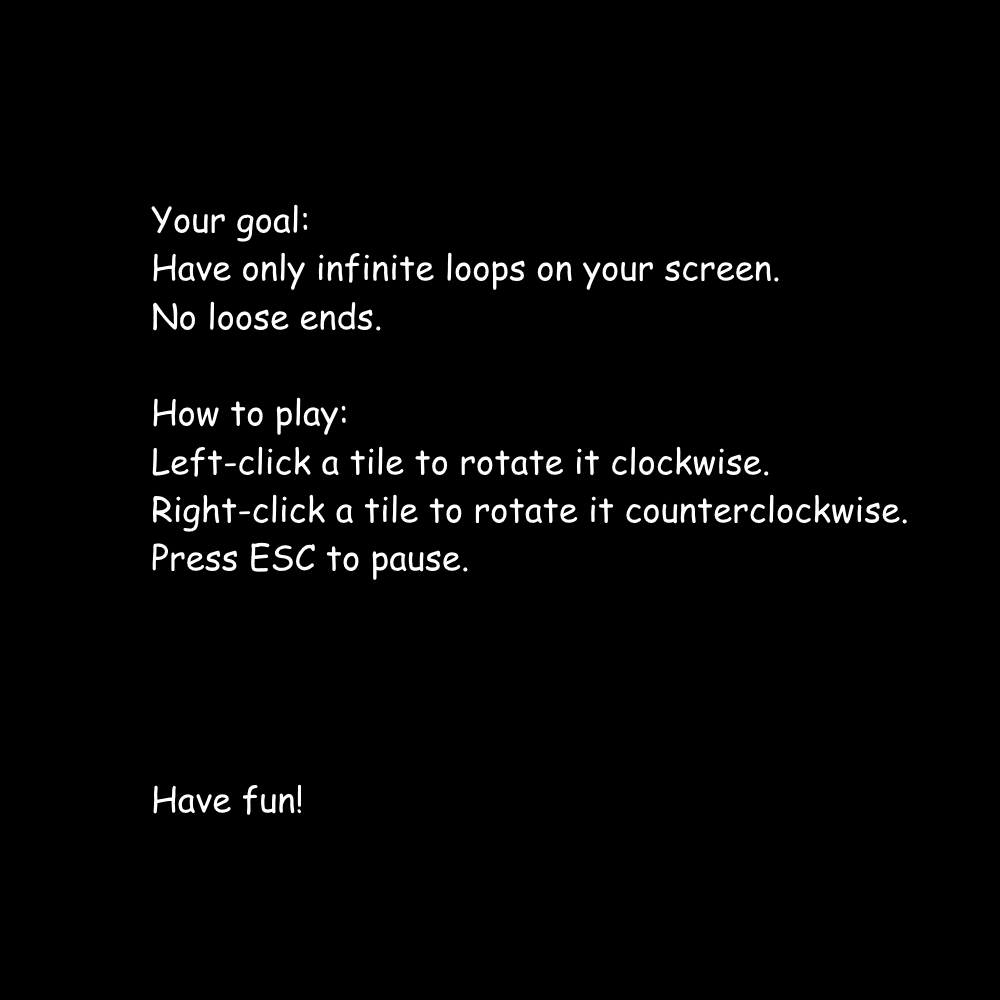 Your goal:
Have only infinite loops on your screen.
No loose ends.
How to play:
Left-click a tile to rotate it clockwise.
Right-click a tile to rotate it counterclockwise.
Press ESC to pause.
Have fun!